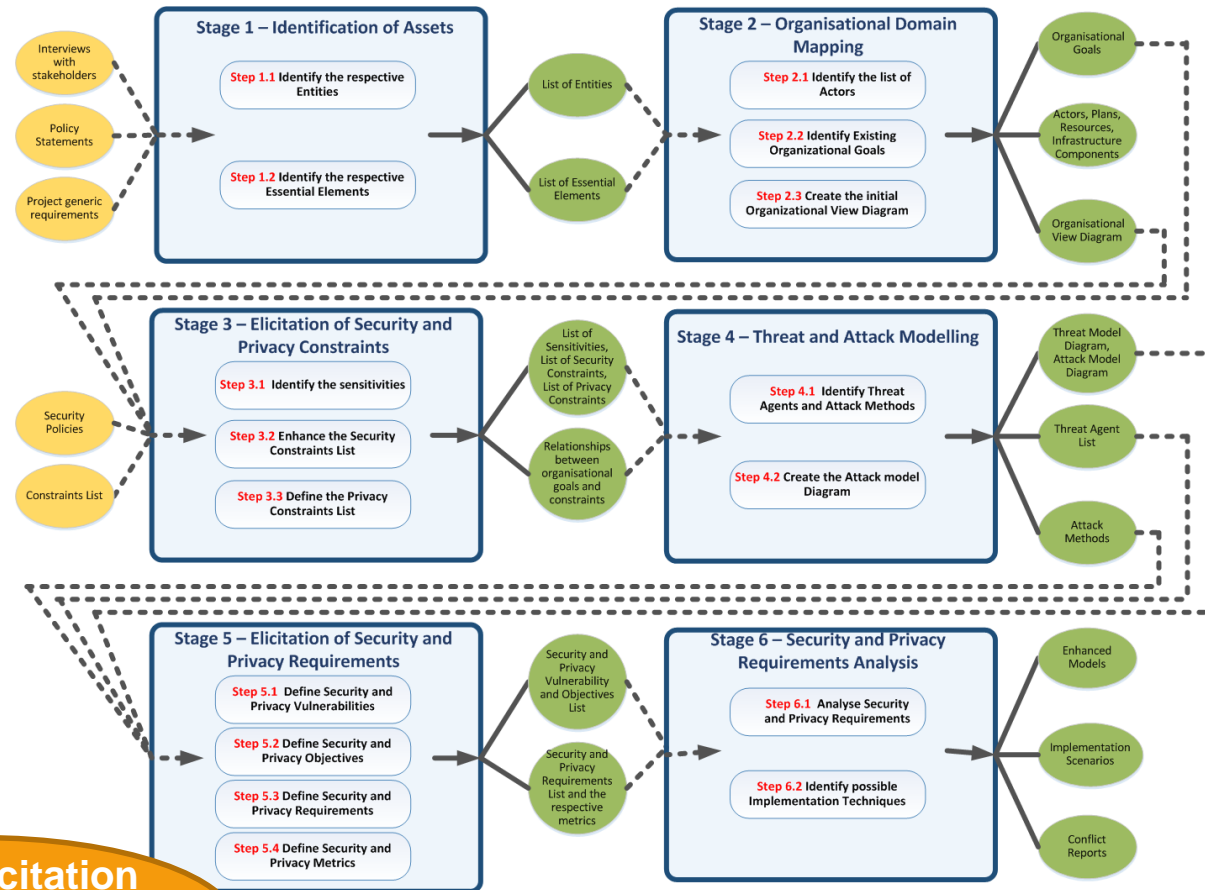 Stage 1 – Identification of Assets
Interviews
with
stakeholders
Policy
Statements
Project generic
requirements
Step 1.1 Identify the respective
Entities
Step 1.2 Identify the respective
Essential Elements
List of Entities
List of Essential
Elements
Stage 2 – Organisational Domain
Mapping
Step 2.1 Identify the list of
Actors
Step 2.2 Identify Existing
Organizational Goals
Step 2.3 Create the initial
Organizational View Diagram
Organisational
Goals
Actors, Plans,
Resources,
Infrastructure
Components
Organisational
View Diagram
Stage 3 – Elicitation of Security and
Privacy Constraints
Security
Policies
Constraints List
Step 3.1 Identify the sensitivities
Step 3.2 Enhance the Security
Constraints List
Step 3.3 Define the Privacy
Constraints List
List of
Sensitivities,
List of Security
Constraints,
List of Privacy
Constraints
Relationships
between
organisational
goals and
constraints
Stage 4 – Threat and Attack Modelling
Step 4.1 Identify Threat
Agents and Attack Methods
Step 4.2 Create the Attack model
Diagram
Threat Model
Diagram,
Attack Model
Diagram
Threat Agent
List
Attack
Methods
Stage 5 – Elicitation of Security and
Privacy Requirements
Step 5.1 Define Security and
Privacy Vulnerabilities
Step 5.2 Define Security and
Privacy Objectives
Step 5.3 Define Security and
Privacy Requirements
Step 5.4 Define Security and
Privacy Metrics
Security and
Privacy
Vulnerability
and Objectives
List
Security and
Privacy
Requirements
List and the
respective
metrics
Stage 6 – Security and Privacy
Requirements Analysis
Step 6.1 Analyse Security
and Privacy Requirements
Step 6.2 Identify possible
Implementation Techniques
Enhanced
Models
Implementation
Scenarios
Conflict
Reports
citation